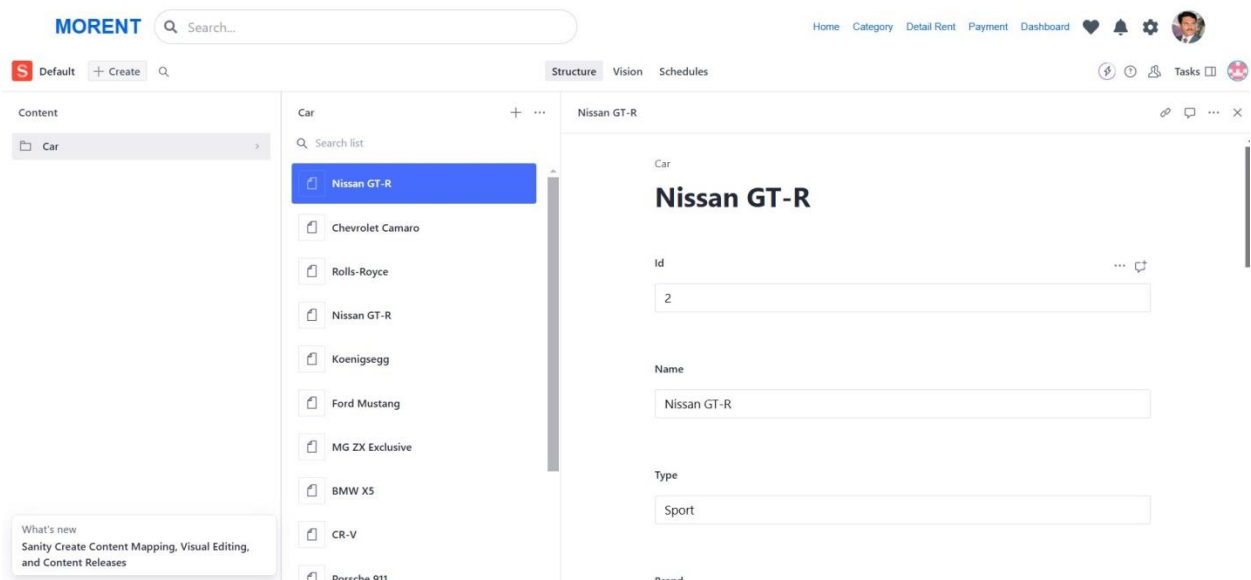 MORENT
Search...
Home Category Detail Rent Payment Dashboard
S Default + Create
Structure Vision Schedules
Tasks
Content
Car
Car
Search list
Nissan GT-R
Chevrolet Camaro
Rolls-Royce
Nissan GT-R
Koenigsegg
Ford Mustang
MG ZX Exclusive
BMW X5
CR-V
Porsche 911
What's new
Sanity Create Content Mapping, Visual Editing,
and Content Releases
Nissan GT-R
Car
Nissan GT-R
Id
2
Name
Nissan GT-R
Type
Sport
Brand